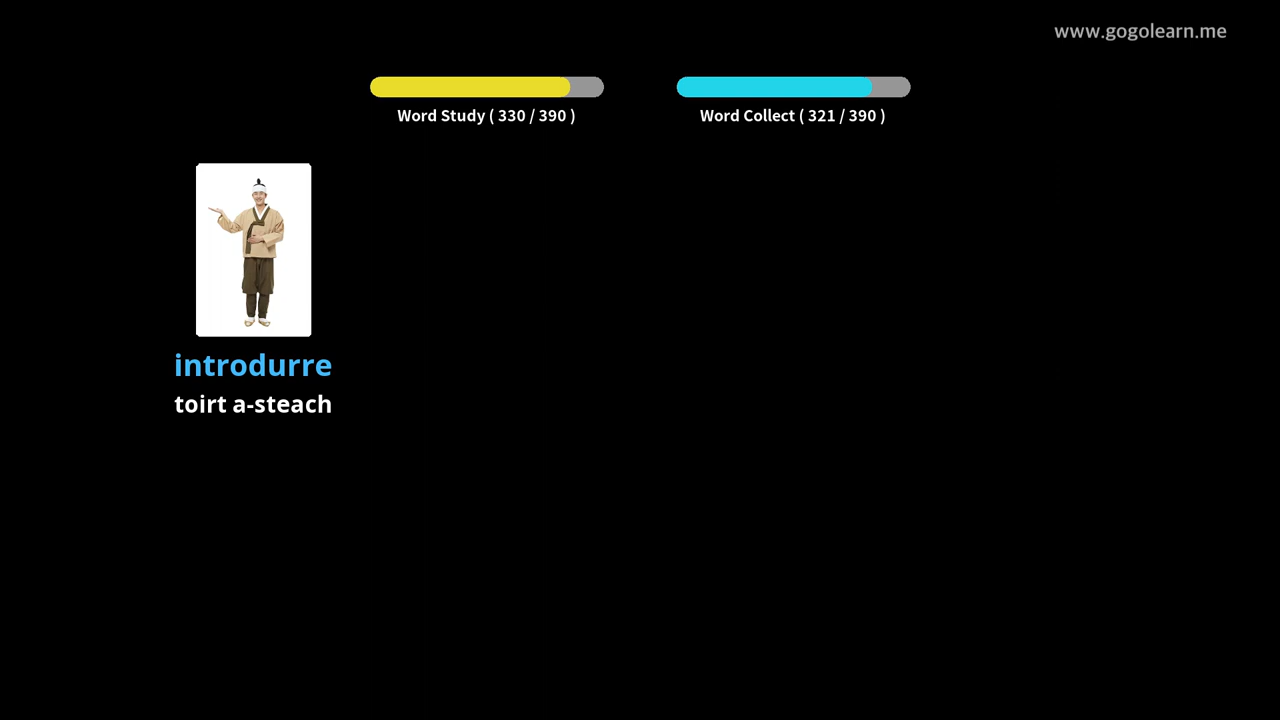 www.gogolearn.me
Word Study ( 330 / 390 )
Word Collect ( 321 / 390 )
introdurre
toirt a-steach